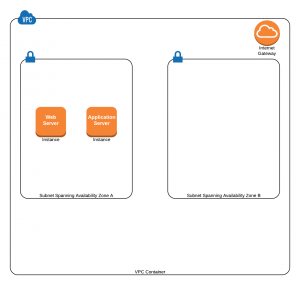 VPC
Internet
Gateway
Web
Server
Application
Server
Instance
Instance
Subnet Spanning Availability Zone A
Subnet Spanning Availability Zone B
VPC Container